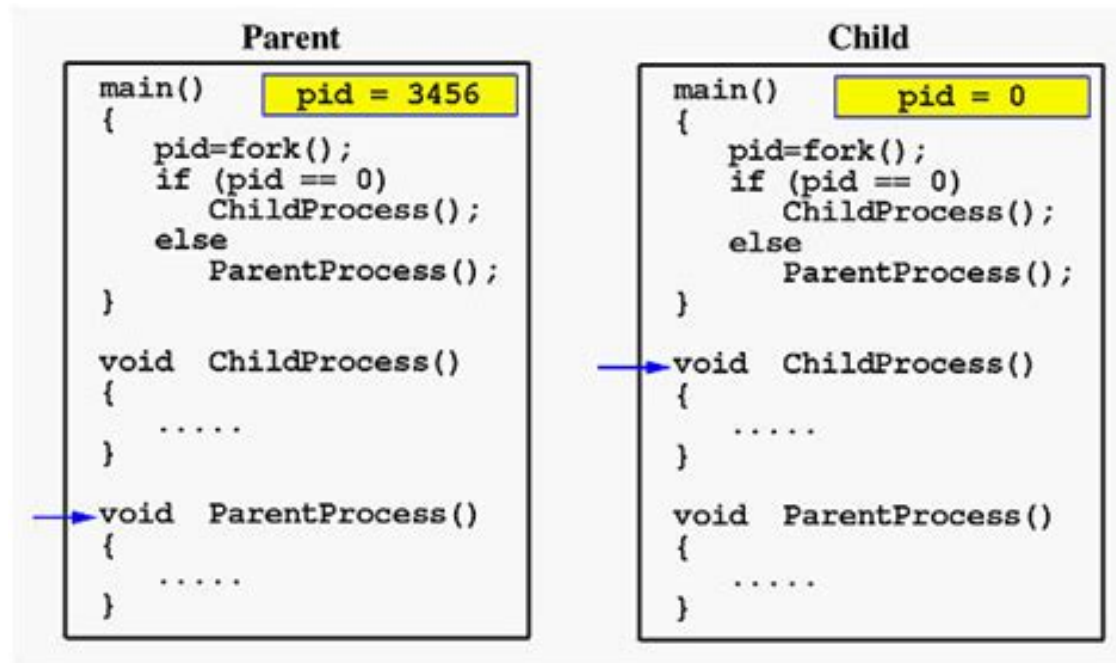 Parent
main()
pid = 3456
{
pid=fork();
if (pid == 0)
ChildProcess();
else
ParentProcess();
}
void ChildProcess()
{
.....
}
void ParentProcess()
{
.....
}
Child
main()
pid = 0
{
pid=fork();
if (pid == 0)
ChildProcess();
else
ParentProcess();
}
void ChildProcess()
{
.....
}
void ParentProcess()
{
.....
}